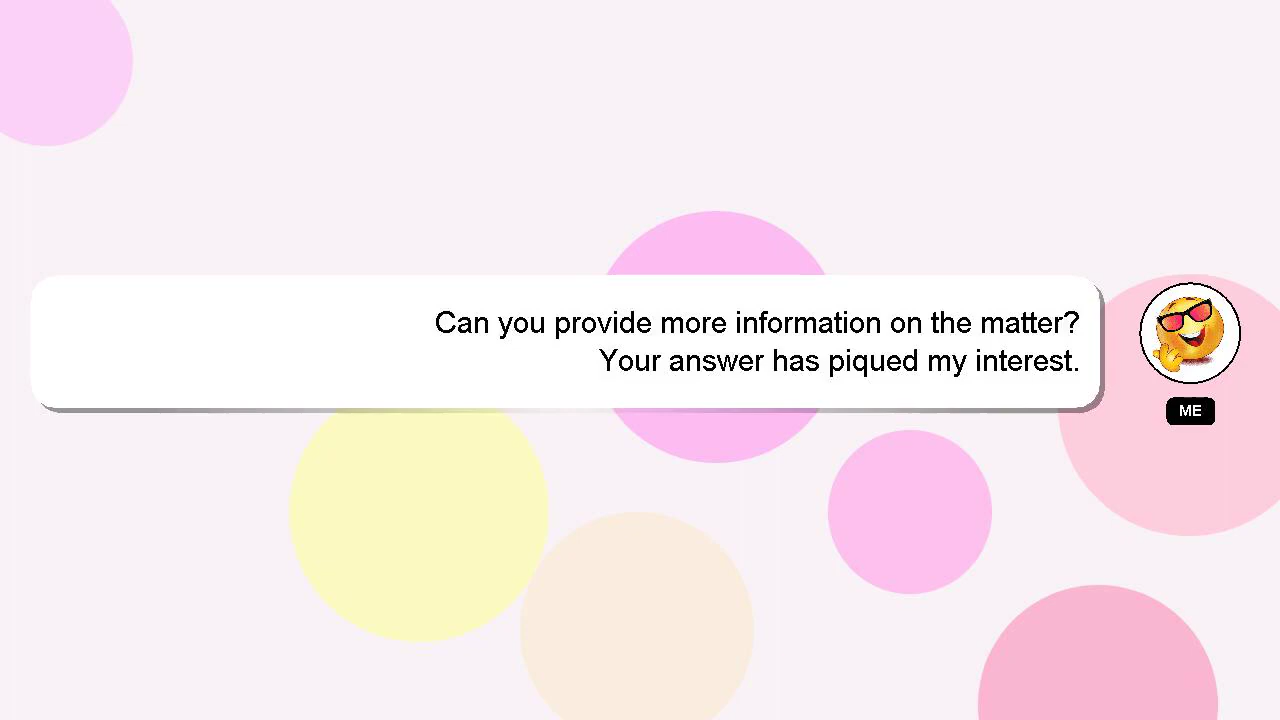 Can you provide more information on the matter?
Your answer has piqued my interest.
ME